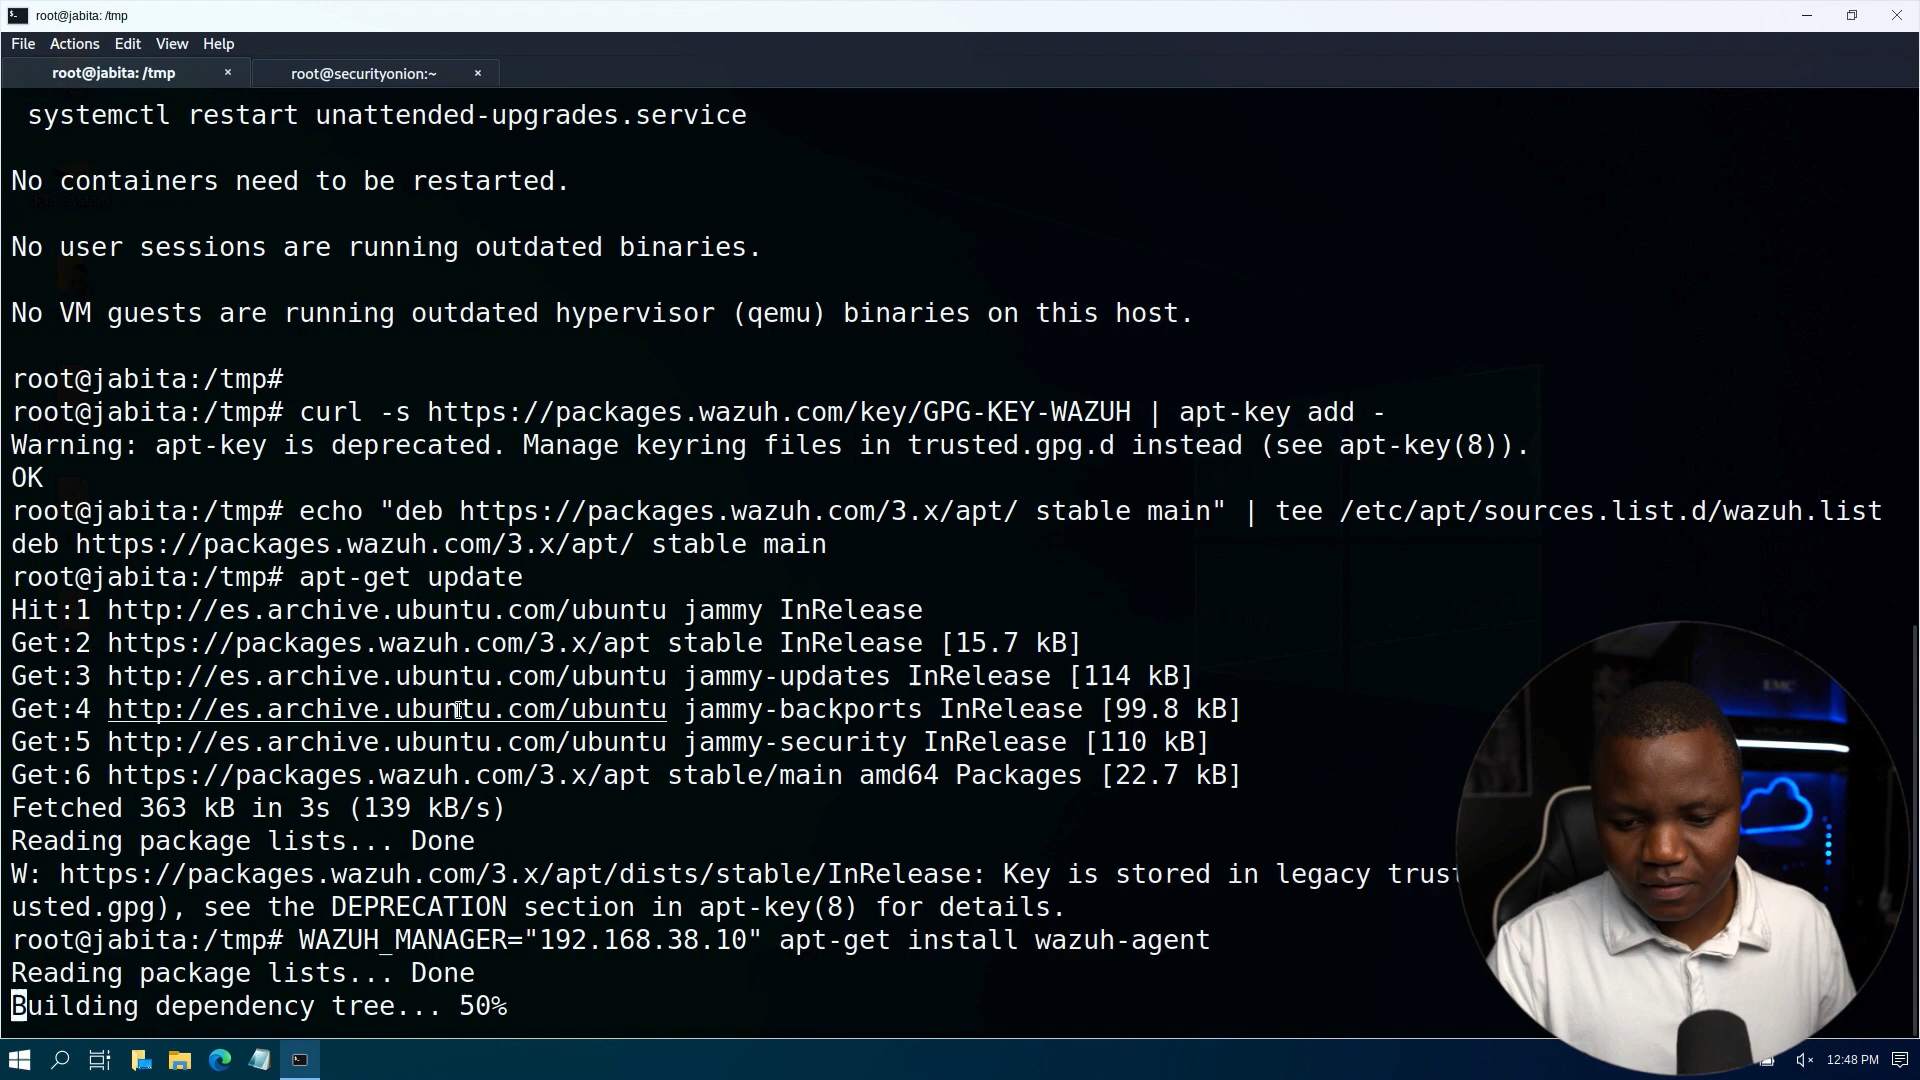 root@jabita: /tmp
File Actions Edit View Help
root@jabita: /tmp × root@securityonion:~ ×
systemctl restart unattended-upgrades.service
No containers need to be restarted.
No user sessions are running outdated binaries.
No VM guests are running outdated hypervisor (qemu) binaries on this host.
root@jabita:/tmp#
root@jabita:/tmp# curl -s https://packages.wazuh.com/key/GPG-KEY-WAZUH | apt-key add -
Warning: apt-key is deprecated. Manage keyring files in trusted.gpg.d instead (see apt-key(8)).
OK
root@jabita:/tmp# echo "deb https://packages.wazuh.com/3.x/apt/ stable main" | tee /etc/apt/sources.list.d/wazuh.list
deb https://packages.wazuh.com/3.x/apt/ stable main
root@jabita:/tmp# apt-get update
Hit:1 http://es.archive.ubuntu.com/ubuntu jammy InRelease
Get:2 https://packages.wazuh.com/3.x/apt stable InRelease [15.7 kB]
Get:3 http://es.archive.ubuntu.com/ubuntu jammy-updates InRelease [114 kB]
Get:4 http://es.archive.ubuntu.com/ubuntu jammy-backports InRelease [99.8 kB]
Get:5 http://es.archive.ubuntu.com/ubuntu jammy-security InRelease [110 kB]
Get:6 https://packages.wazuh.com/3.x/apt stable/main amd64 Packages [22.7 kB]
Fetched 363 kB in 3s (139 kB/s)
Reading package lists... Done
W: https://packages.wazuh.com/3.x/apt/dists/stable/InRelease: Key is stored in legacy trust
usted.gpg), see the DEPRECATION section in apt-key(8) for details.
root@jabita:/tmp# WAZUH_MANAGER="192.168.38.10" apt-get install wazuh-agent
Reading package lists... Done
Building dependency tree... 50%
12:48 PM